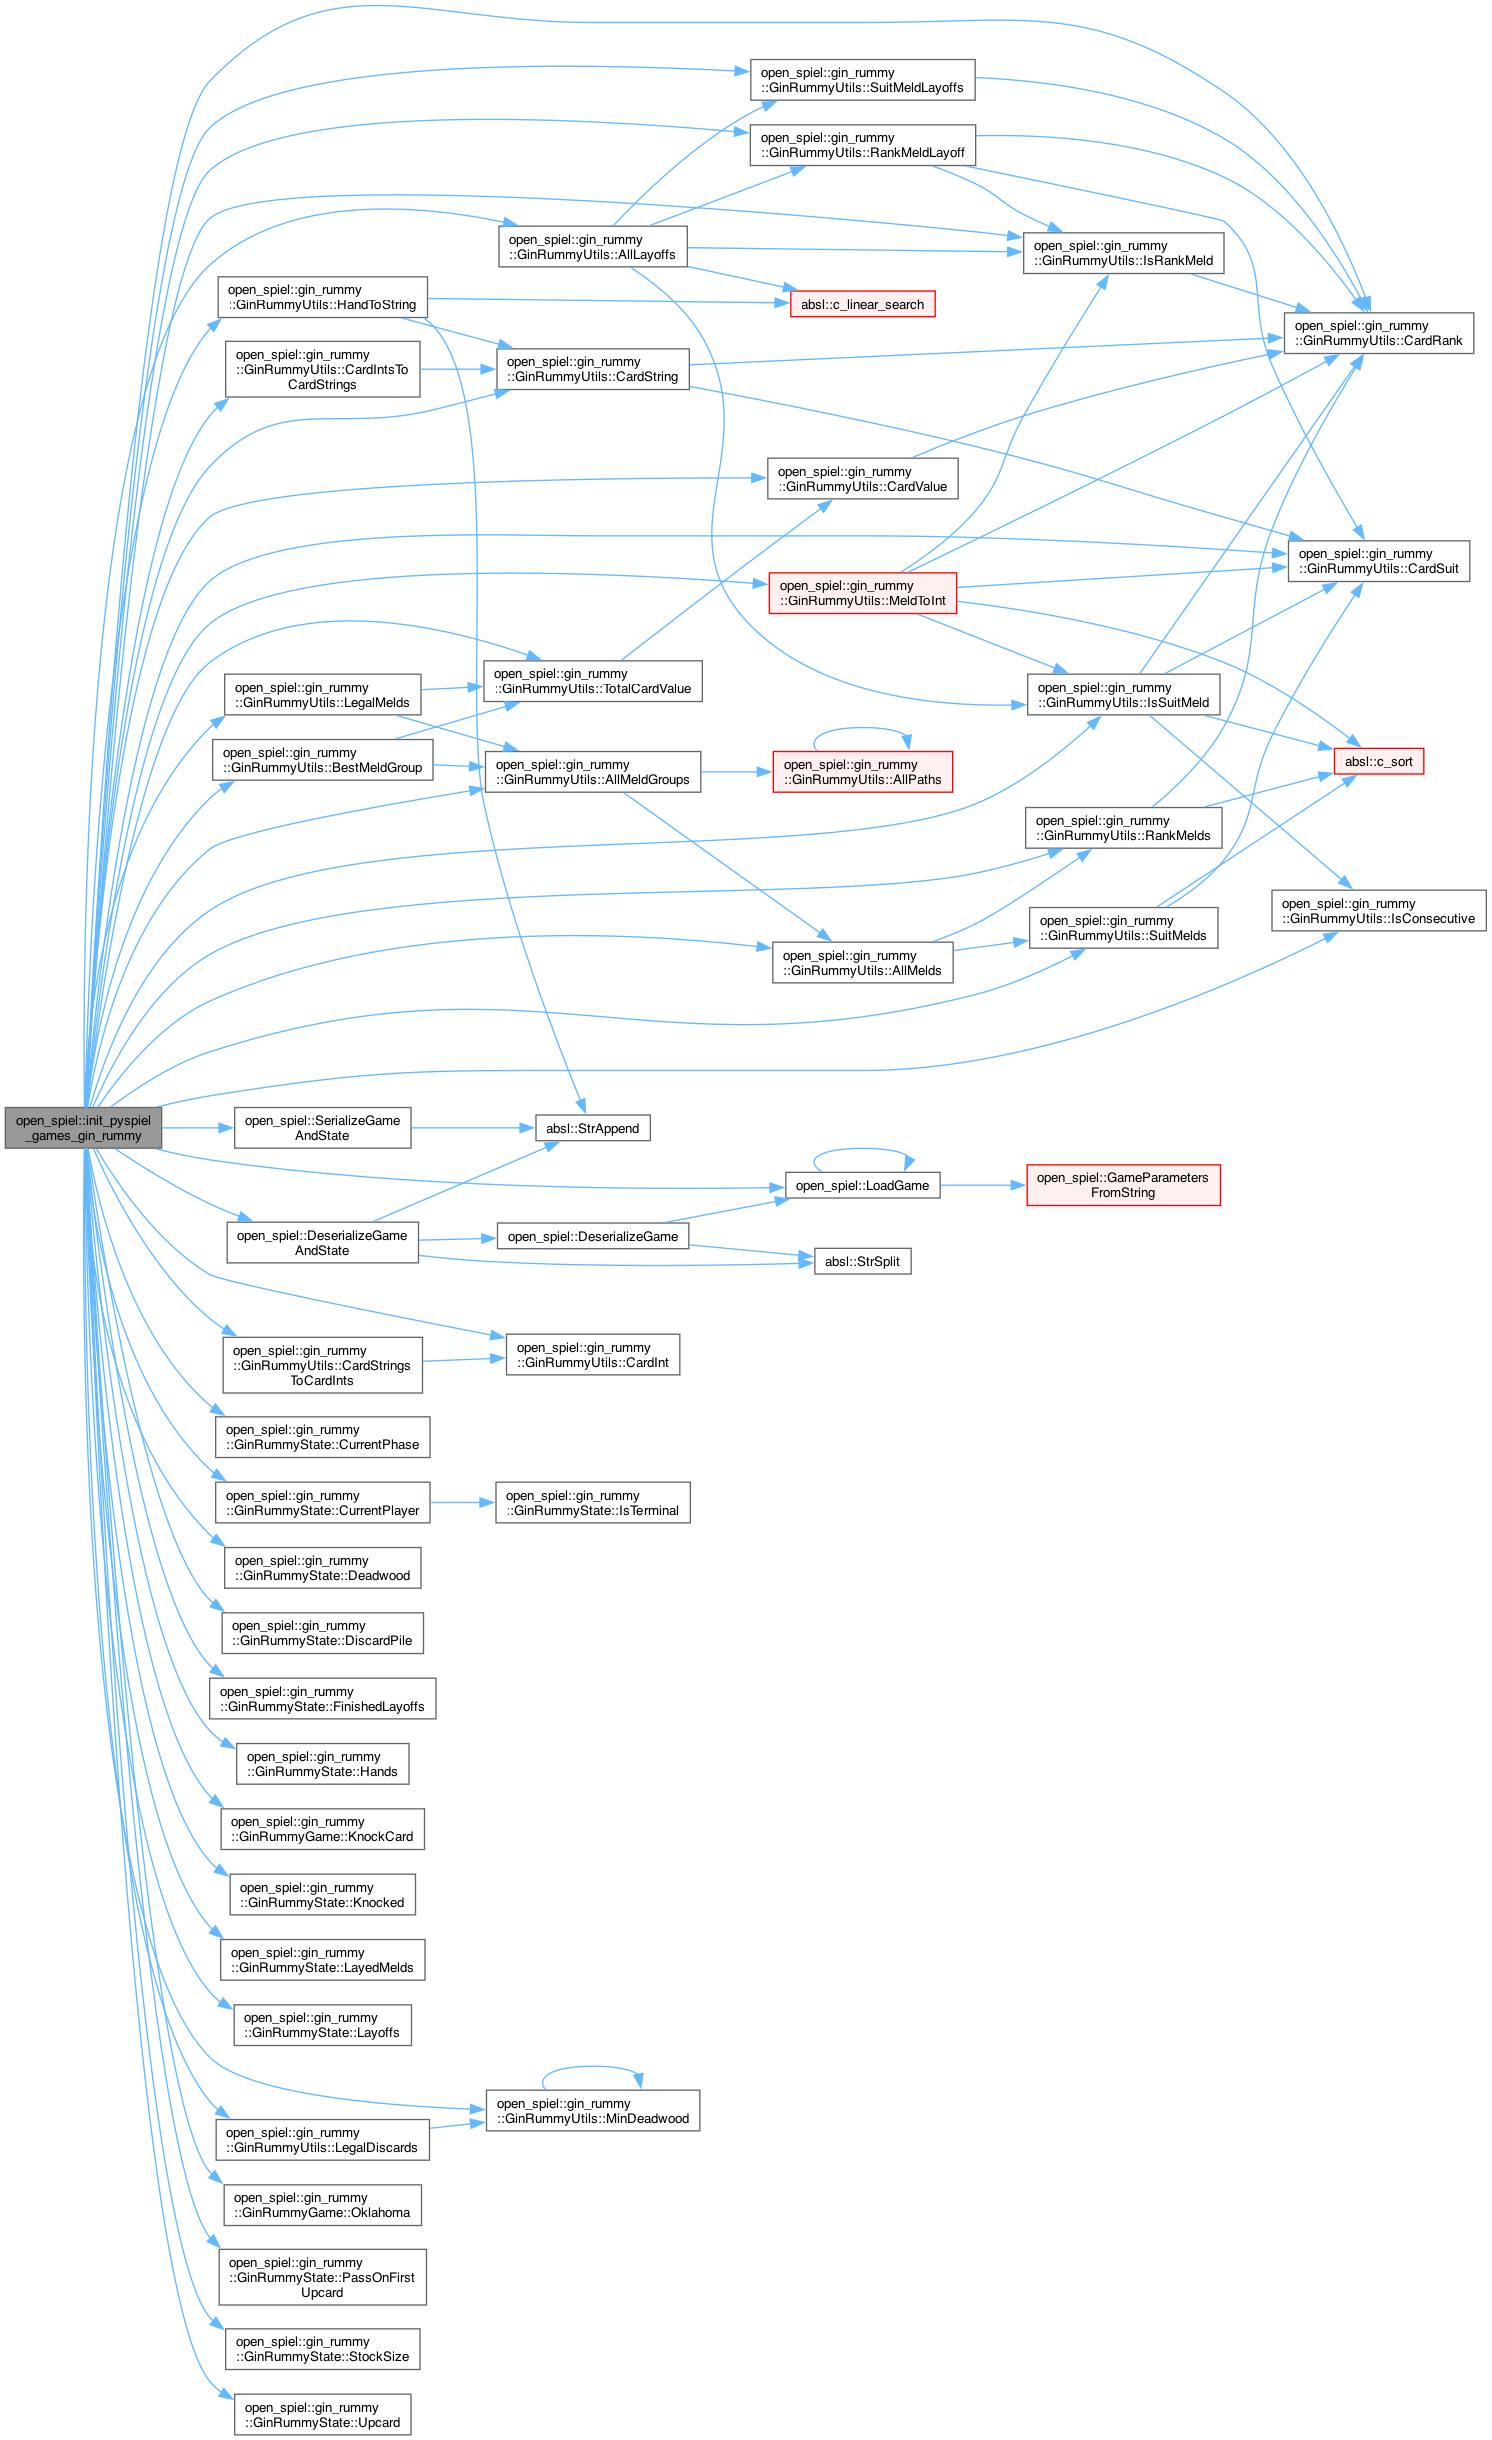 open_spiel::gin_rummy
::GinRummyUtils::SuitMeldLayoffs
open_spiel::gin_rummy
::GinRummyUtils::RankMeldLayoff
open_spiel::gin_rummy
::GinRummyUtils::AllLayoffs
open_spiel::gin_rummy
::GinRummyUtils::IsRankMeld
open_spiel::gin_rummy
::GinRummyUtils::HandToString
absl::c_linear_search
open_spiel::gin_rummy
::GinRummyUtils::CardRank
open_spiel::gin_rummy
::GinRummyUtils::CardIntsTo
CardStrings
open_spiel::gin_rummy
::GinRummyUtils::CardString
open_spiel::gin_rummy
::GinRummyUtils::CardValue
open_spiel::gin_rummy
::GinRummyUtils::CardSuit
open_spiel::gin_rummy
::GinRummyUtils::MeldToInt
open_spiel::gin_rummy
::GinRummyUtils::TotalCardValue
open_spiel::gin_rummy
::GinRummyUtils::LegalMelds
open_spiel::gin_rummy
::GinRummyUtils::IsSuitMeld
open_spiel::gin_rummy
::GinRummyUtils::BestMeldGroup
open_spiel::gin_rummy
::GinRummyUtils::AllMeldGroups
open_spiel::gin_rummy
::GinRummyUtils::AllPaths
absl::c_sort
open_spiel::gin_rummy
::GinRummyUtils::RankMelds
open_spiel::gin_rummy
::GinRummyUtils::IsConsecutive
open_spiel::gin_rummy
::GinRummyUtils::SuitMelds
open_spiel::gin_rummy
::GinRummyUtils::AllMelds
open_spiel::init_pyspiel
_games_gin_rummy
open_spiel::SerializeGame
AndState
absl::StrAppend
open_spiel::LoadGame
open_spiel::GameParameters
FromString
open_spiel::DeserializeGame
AndState
open_spiel::DeserializeGame
absl::StrSplit
open_spiel::gin_rummy
::GinRummyUtils::CardStrings
ToCardInts
open_spiel::gin_rummy
::GinRummyUtils::CardInt
open_spiel::gin_rummy
::GinRummyState::CurrentPhase
open_spiel::gin_rummy
::GinRummyState::CurrentPlayer
open_spiel::gin_rummy
::GinRummyState::IsTerminal
open_spiel::gin_rummy
::GinRummyState::Deadwood
open_spiel::gin_rummy
::GinRummyState::DiscardPile
open_spiel::gin_rummy
::GinRummyState::FinishedLayoffs
open_spiel::gin_rummy
::GinRummyState::Hands
open_spiel::gin_rummy
::GinRummyGame::KnockCard
open_spiel::gin_rummy
::GinRummyState::Knocked
open_spiel::gin_rummy
::GinRummyState::LayedMelds
open_spiel::gin_rummy
::GinRummyState::Layoffs
open_spiel::gin_rummy
::GinRummyUtils::MinDeadwood
open_spiel::gin_rummy
::GinRummyUtils::LegalDiscards
open_spiel::gin_rummy
::GinRummyGame::Oklahoma
open_spiel::gin_rummy
::GinRummyState::PassOnFirst
Upcard
open_spiel::gin_rummy
::GinRummyState::StockSize
open_spiel::gin_rummy
::GinRummyState::Upcard